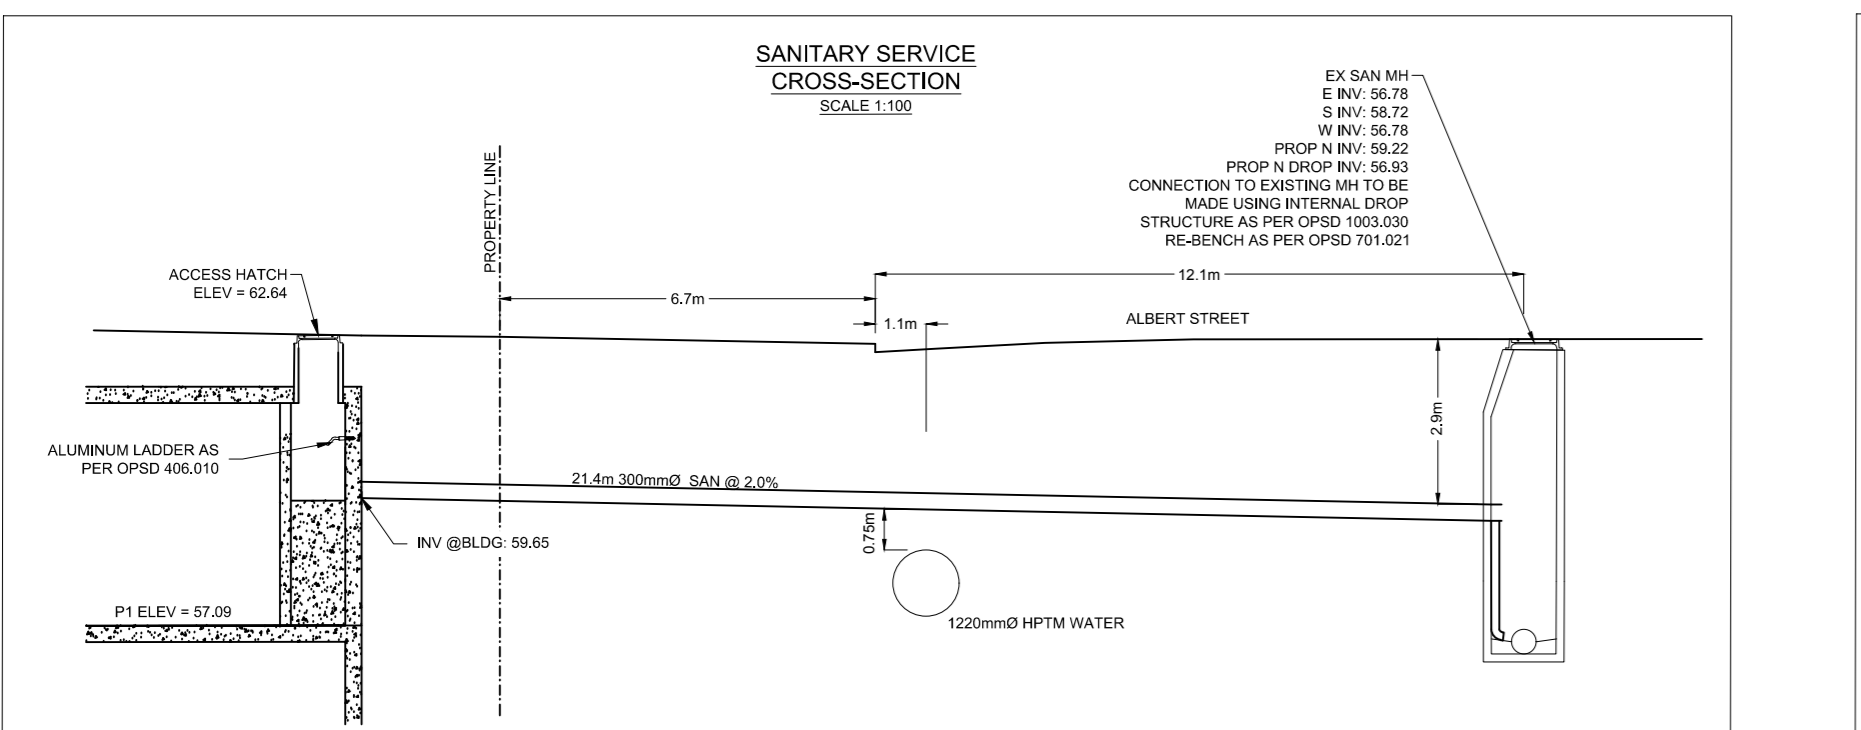 SANITARY SERVICE
CROSS-SECTION
SCALE 1:100
EX SAN MH
E INV: 56.78
S INV: 58.72
W INV: 56.78
PROP N INV: 59.22
PROP N DROP INV: 56.93
CONNECTION TO EXISTING MH TO BE
MADE USING INTERNAL DROP
STRUCTURE AS PER OPSD 1003.030
RE-BENCH AS PER OPSD 701.021
PROPERTY LINE
ACCESS HATCH
ELEV = 62.64
12.1m
6.7m
1.1m
ALBERT STREET
2.9m
ALUMINUM LADDER AS
PER OPSD 406.010
21.4m 300mmØ SAN @ 2.0%
0.75m
INV @BLDG: 59.65
P1 ELEV = 57.09
1220mmØ HPTM WATER